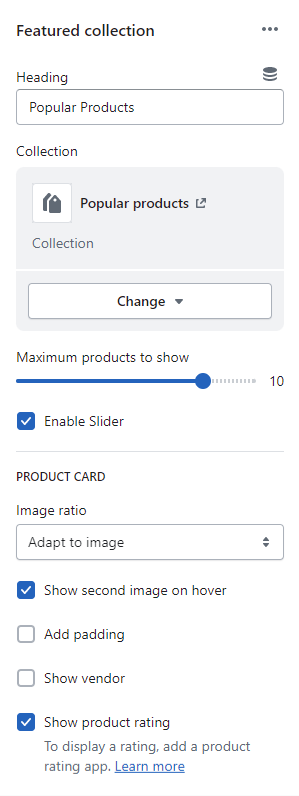 Featured collection
Heading
Popular Products
Collection
Popular products
Collection
Change
Maximum products to show
10
Enable Slider
PRODUCT CARD
Image ratio
Adapt to image
Show second image on hover
Add padding
Show vendor
Show product rating
To display a rating, add a product
rating app. Learn more